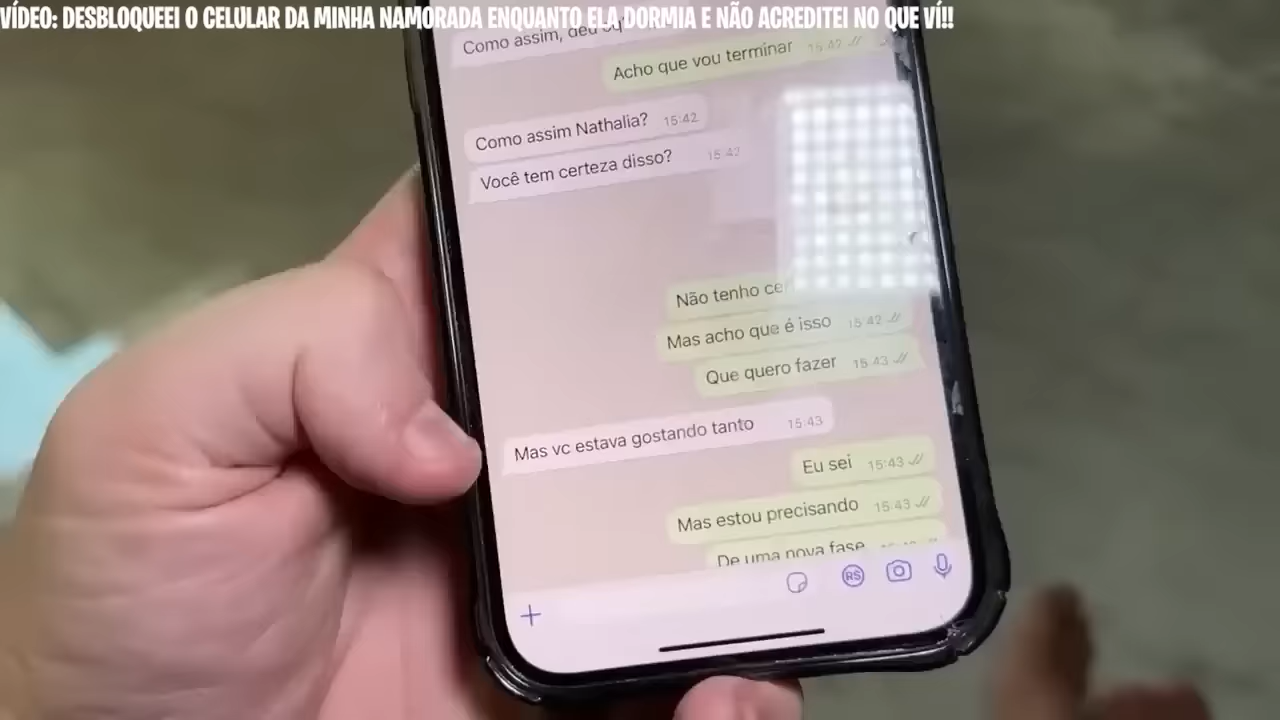 VÍDEO: DESBLOQUEEI O CELULAR DA MINHA NAMORADA ENQUANTO ELA DORMIA E NÃO ACREDITEI NO QUE VÍ!!
Como assim, deu
Acho que vou terminar 15:42
Como assim Nathalia? 15:42
Você tem certeza disso? 15:42
Não tenho
Mas acho que é isso 15:42
Que quero fazer 15:43
Mas vc estava gostando tanto 15:43
Eu sei 15:43
Mas estou precisando 15:43
De uma nova fase
R$